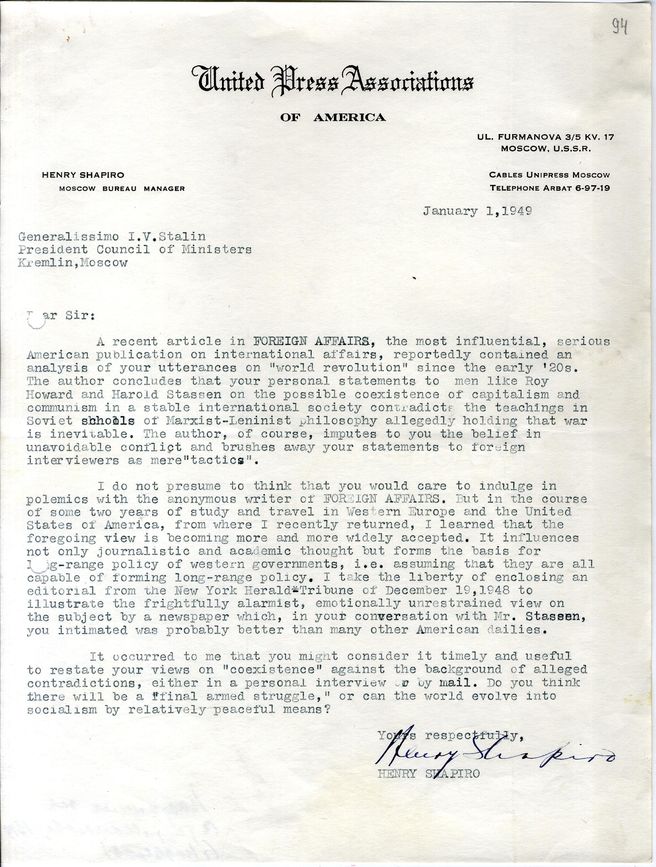 94
United Press Associations
OF AMERICA
UL. FURMANOVA 3/5 KV. 17
MOSCOW, U.S.S.R.
HENRY SHAPIRO
MOSCOW BUREAU MANAGER
CABLES UNIPRESS MOSCOW
TELEPHONE ARBAT 6-97-19
January 1,1949
Generalissimo I.V.Stalin
President Council of Ministers
Kremlin,Moscow
Dear Sir:
A recent article in FOREIGN AFFAIRS, the most influential, serious
American publication on international affairs, reportedly contained an
analysis of your utterances on "world revolution" since the early '20s.
The author concludes that your personal statements to men like Roy
Howard and Harold Stassen on the possible coexistence of capitalism and
communism in a stable international society contradicts the teachings in
Soviet schools of Marxist-Leninist philosophy allegedly holding that war
is inevitable. The author, of course, imputes to you the belief in
unavoidable conflict and brushes away your statements to foreign
interviewers as mere"tactics".
I do not presume to think that you would care to indulge in
polemics with the anonymous writer of FOREIGN AFFAIRS. But in the course
of some two years of study and travel in Western Europe and the United
States of America, from where I recently returned, I learned that the
foregoing view is becoming more and more widely accepted. It influences
not only journalistic and academic thought but forms the basis for
long-range policy of western governments, i.e. assuming that they are all
capable of forming long-range policy. I take the liberty of enclosing an
editorial from the New York Herald-Tribune of December 19,1948 to
illustrate the frightfully alarmist, emotionally unrestrained view on
the subject by a newspaper which, in your conversation with Mr. Stassen,
you intimated was probably better than many other American dailies.
It occurred to me that you might consider it timely and useful
to restate your views on "coexistence" against the background of alleged
contradictions, either in a personal interview or by mail. Do you think
there will be a "final armed struggle," or can the world evolve into
socialism by relatively peaceful means?
Yours respectfully,
Henry Shapiro
HENRY SHAPIRO